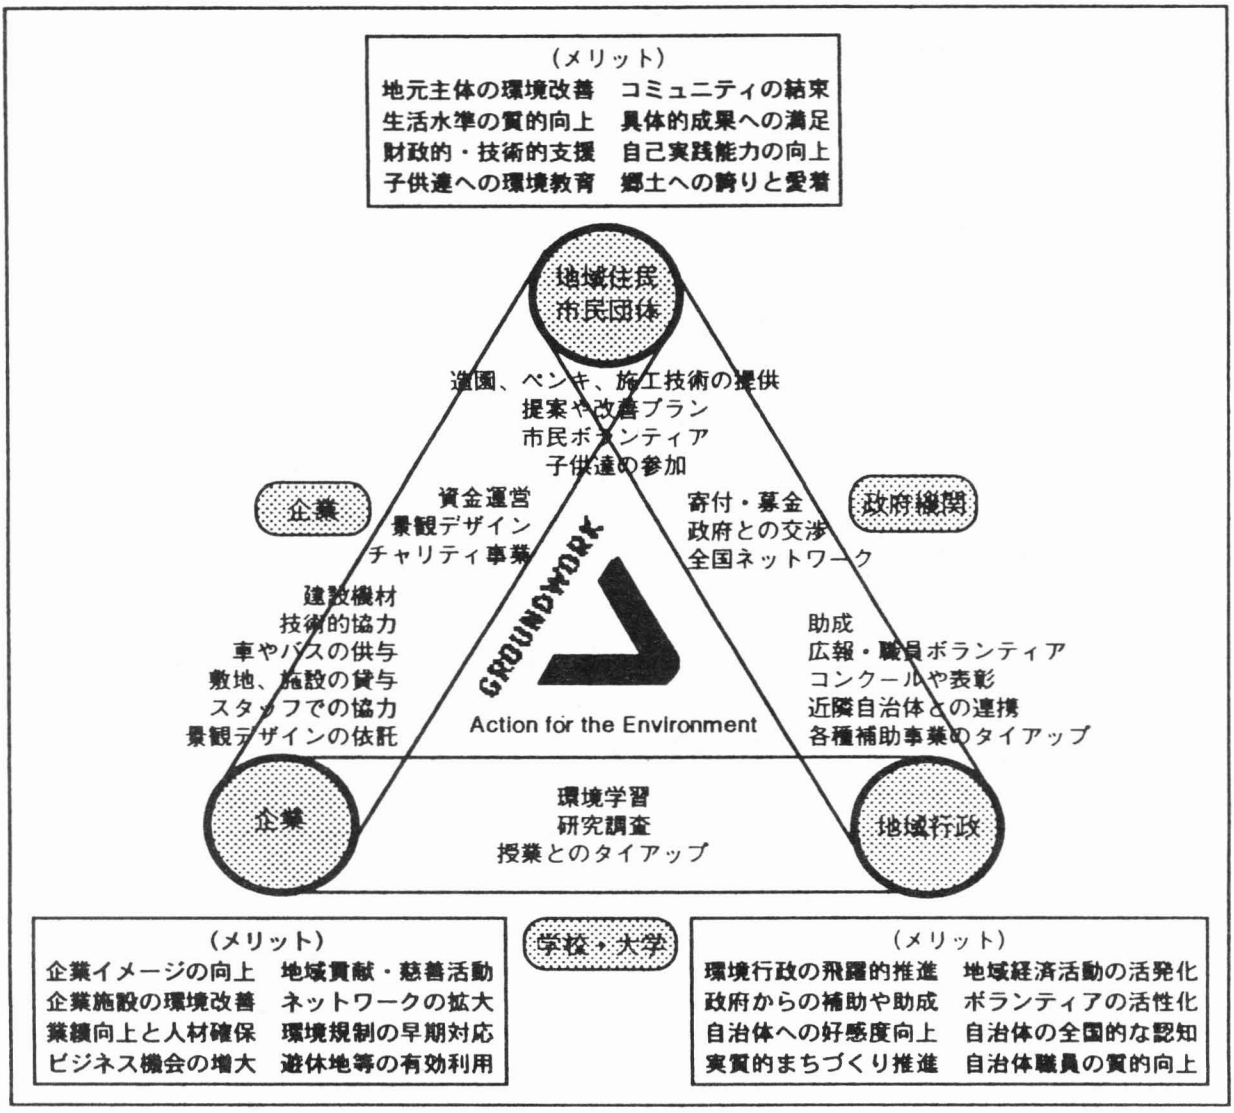 (メリット)
地元主体の環境改善　コミュニティの結束
生活水準の質的向上　具体的成果への満足
財政的・技術的支援　自己実践能力の向上
子供達への環境教育　郷土への誇りと愛着
地域住民
市民団体
造園、ペンキ、施工技術の提供
提案や改善プラン
市民ボランティア
子供達の参加
企業
資金運営
景観デザイン
チャリティ事業
寄付・募金
政府との交渉
全国ネットワーク
政府機関
建設機材
技術的協力
車やバスの供与
敷地、施設の貸与
スタッフでの協力
景観デザインの依託
GROUNDWORK
Action for the Environment
助成
広報・職員ボランティア
コンクールや表彰
近隣自治体との連携
各種補助事業のタイアップ
企業
環境学習
研究調査
授業とのタイアップ
地域行政
(メリット)
企業イメージの向上　地域貢献・慈善活動
企業施設の環境改善　ネットワークの拡大
業績向上と人材確保　環境規制の早期対応
ビジネス機会の増大　遊休地等の有効利用
学校・大学
(メリット)
環境行政の飛躍的推進　地域経済活動の活発化
政府からの補助や助成　ボランティアの活性化
自治体への好感度向上　自治体の全国的な認知
実質的まちづくり推進　自治体職員の質的向上